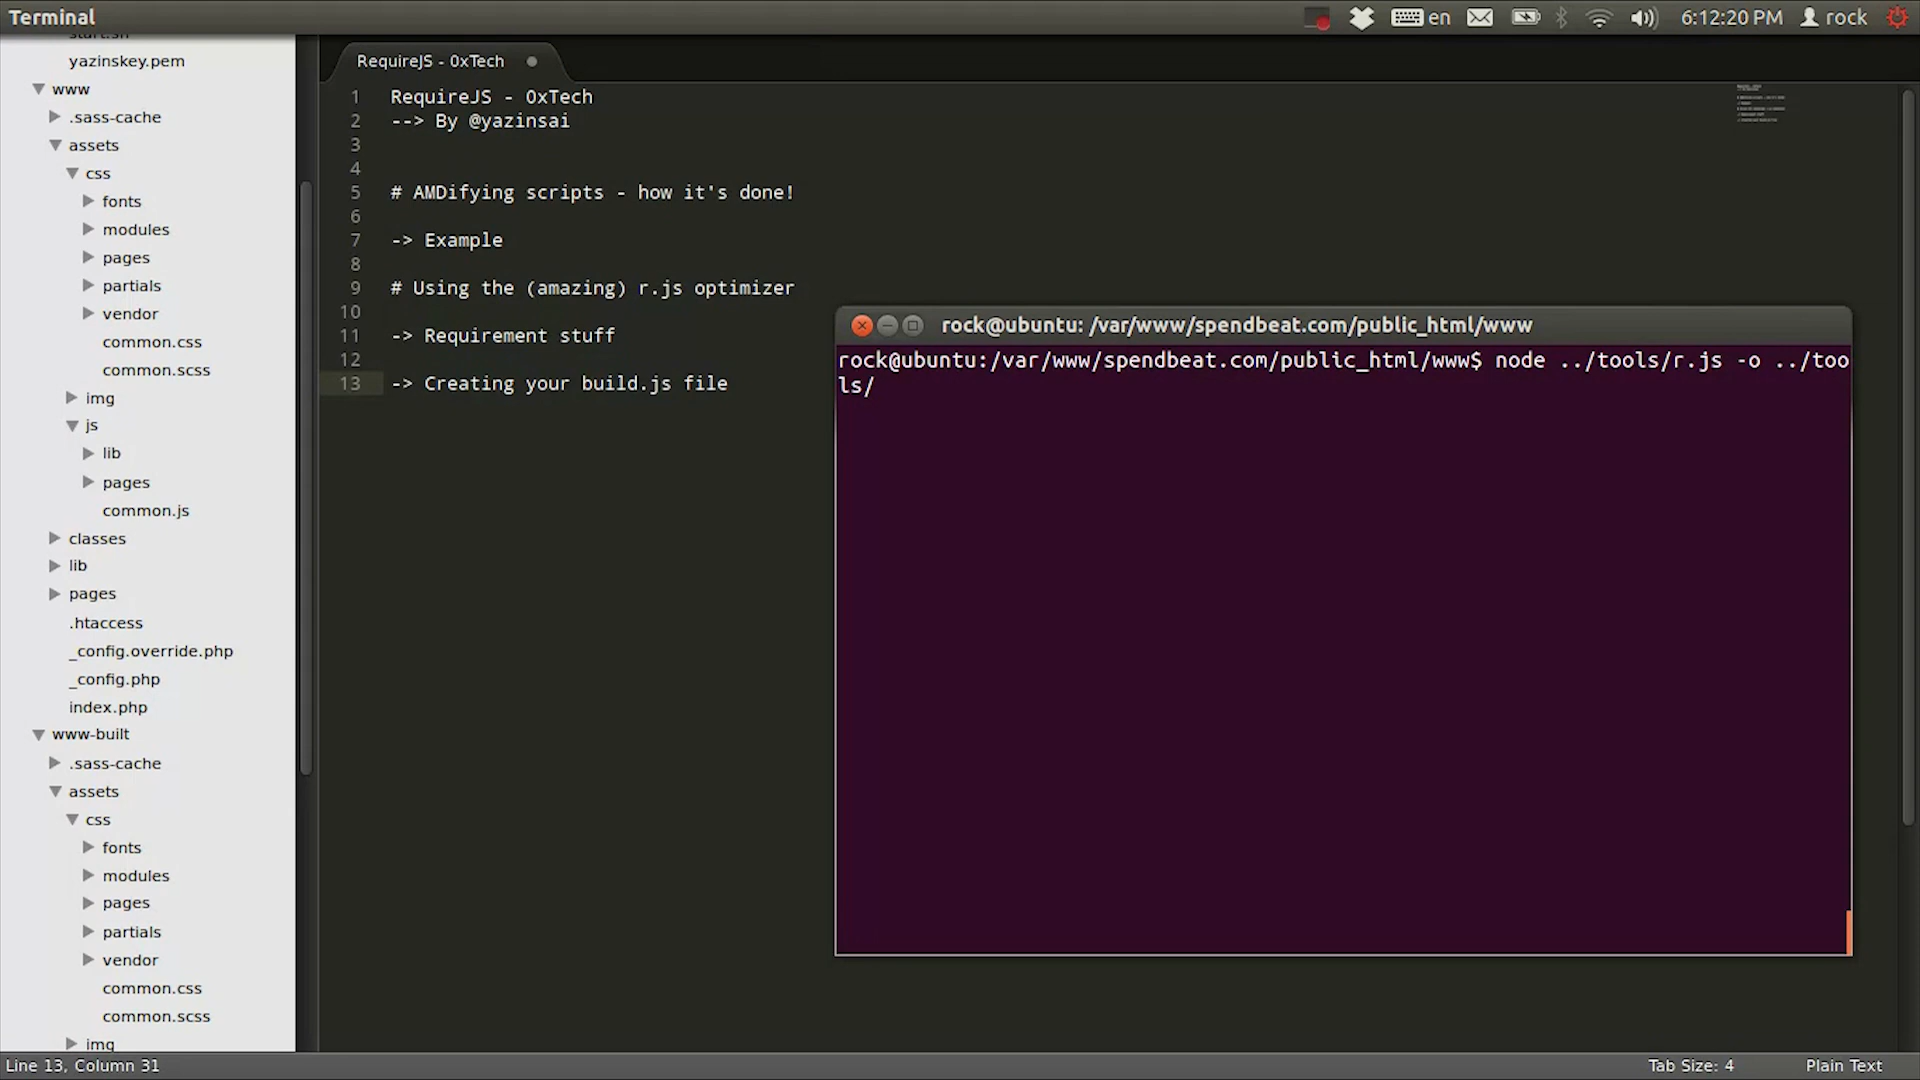 Terminal
en
6:12:20 PM
rock
start.sh
yazinskey.pem
www
.sass-cache
assets
css
fonts
modules
pages
partials
vendor
common.css
common.scss
img
js
lib
pages
common.js
classes
lib
pages
.htaccess
_config.override.php
_config.php
index.php
www-built
.sass-cache
assets
css
fonts
modules
pages
partials
vendor
common.css
common.scss
img
RequireJS - 0xTech
1 RequireJS - 0xTech
2 --> By @yazinsai
3
4
5 # AMDifying scripts - how it's done!
6
7 -> Example
8
9 # Using the (amazing) r.js optimizer
10
11 -> Requirement stuff
12
13 -> Creating your build.js file
rock@ubuntu: /var/www/spendbeat.com/public_html/www
rock@ubuntu:/var/www/spendbeat.com/public_html/www$ node ../tools/r.js -o ../too
ls/
Line 13, Column 31
Tab Size: 4
Plain Text